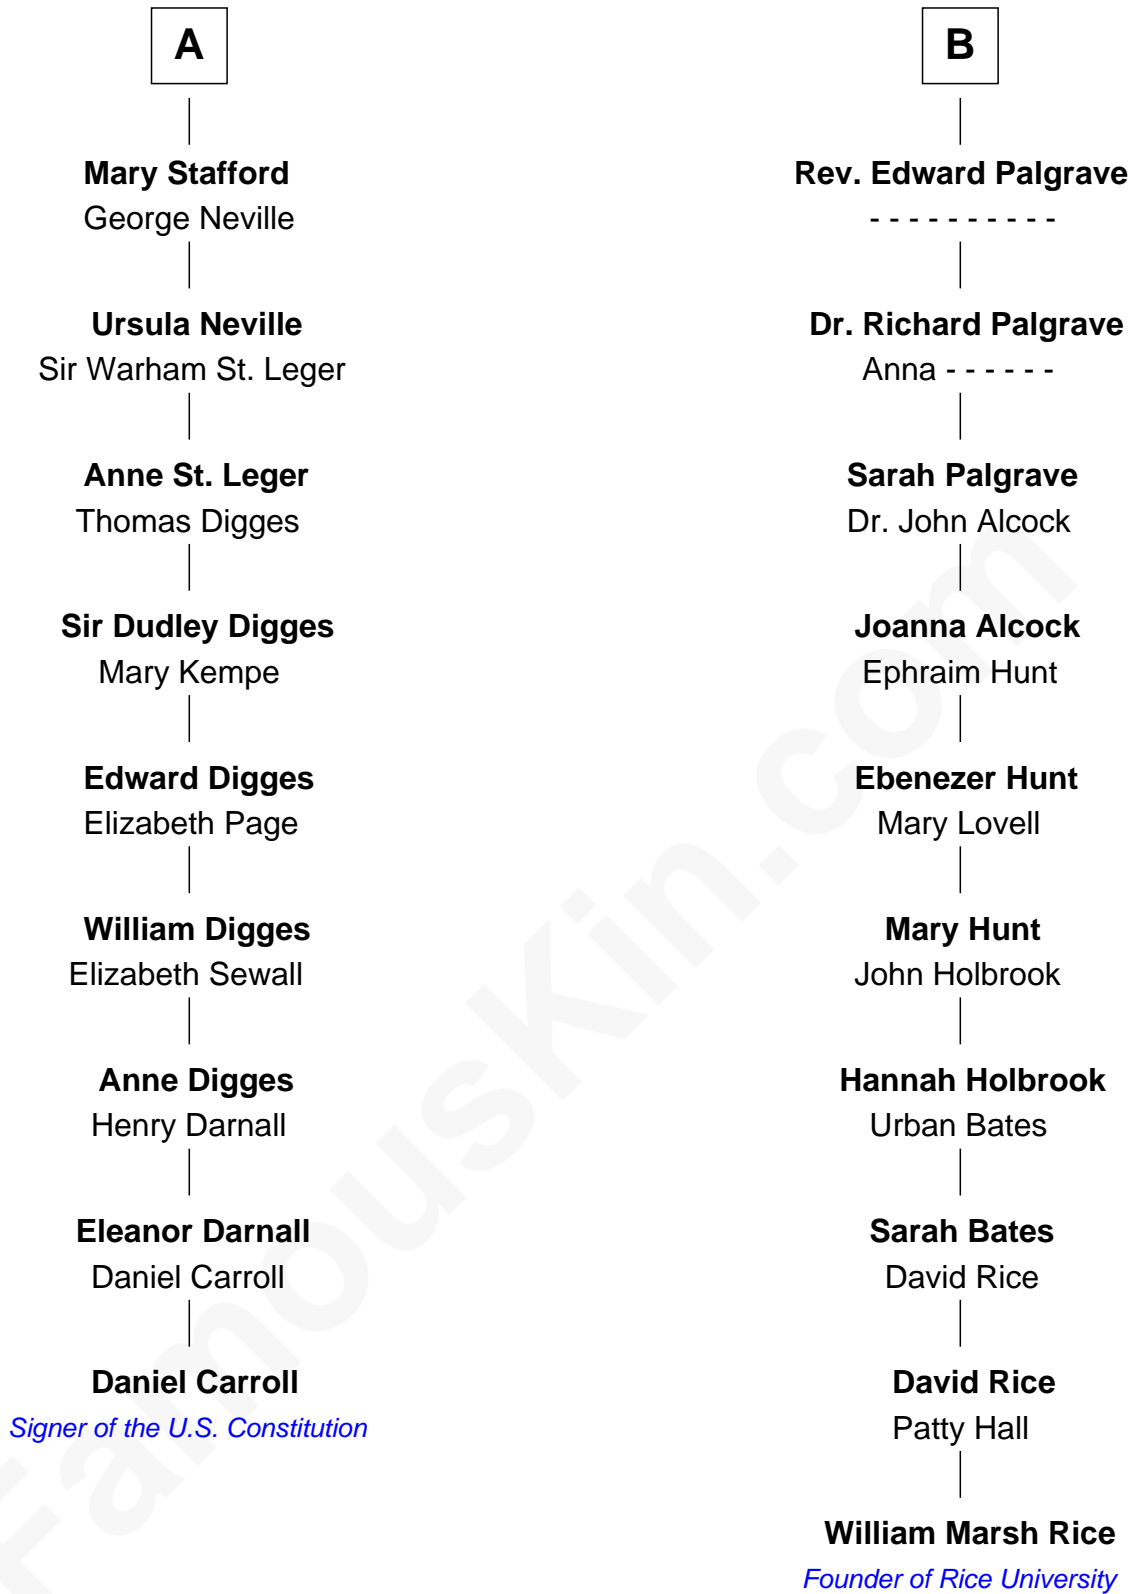 A
Mary Stafford
George Neville
Ursula Neville
Sir Warham St. Leger
Anne St. Leger
Thomas Digges
Sir Dudley Digges
Mary Kempe
Edward Digges
Elizabeth Page
William Digges
Elizabeth Sewall
Anne Digges
Henry Darnall
Eleanor Darnall
Daniel Carroll
Daniel Carroll
Signer of the U.S. Constitution
B
Rev. Edward Palgrave
- - - - - - - - - -
Dr. Richard Palgrave
Anna - - - - - -
Sarah Palgrave
Dr. John Alcock
Joanna Alcock
Ephraim Hunt
Ebenezer Hunt
Mary Lovell
Mary Hunt
John Holbrook
Hannah Holbrook
Urban Bates
Sarah Bates
David Rice
David Rice
Patty Hall
William Marsh Rice
Founder of Rice University
FamousKin.com